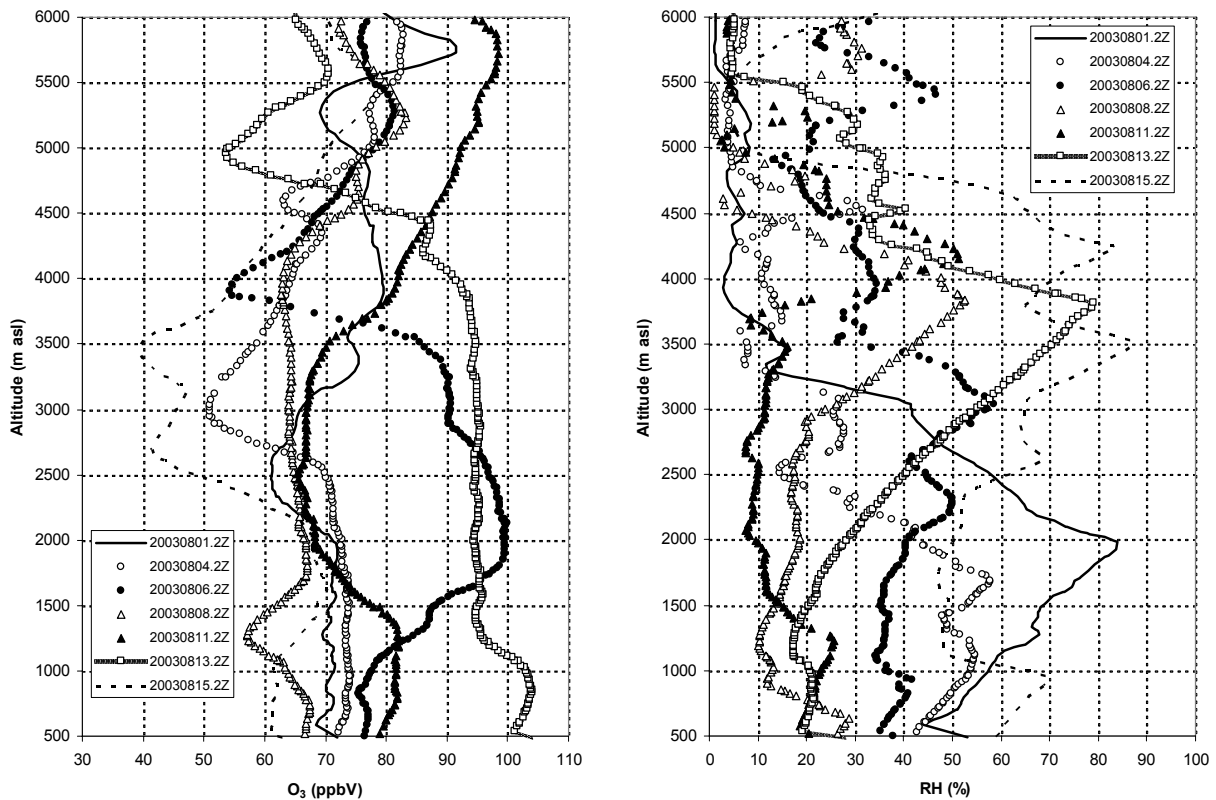 6000
5500
5000
4500
4000
3500
3000
2500
2000
1500
1000
500
Altitude (m asl)
30 40 50 60 70 80 90 100 110
O3 (ppbV)
20030801.2Z
20030804.2Z
20030806.2Z
20030808.2Z
20030811.2Z
20030813.2Z
20030815.2Z
6000
5500
5000
4500
4000
3500
3000
2500
2000
1500
1000
500
Altitude (m asl)
0 10 20 30 40 50 60 70 80 90 100
RH (%)
20030801.2Z
20030804.2Z
20030806.2Z
20030808.2Z
20030811.2Z
20030813.2Z
20030815.2Z